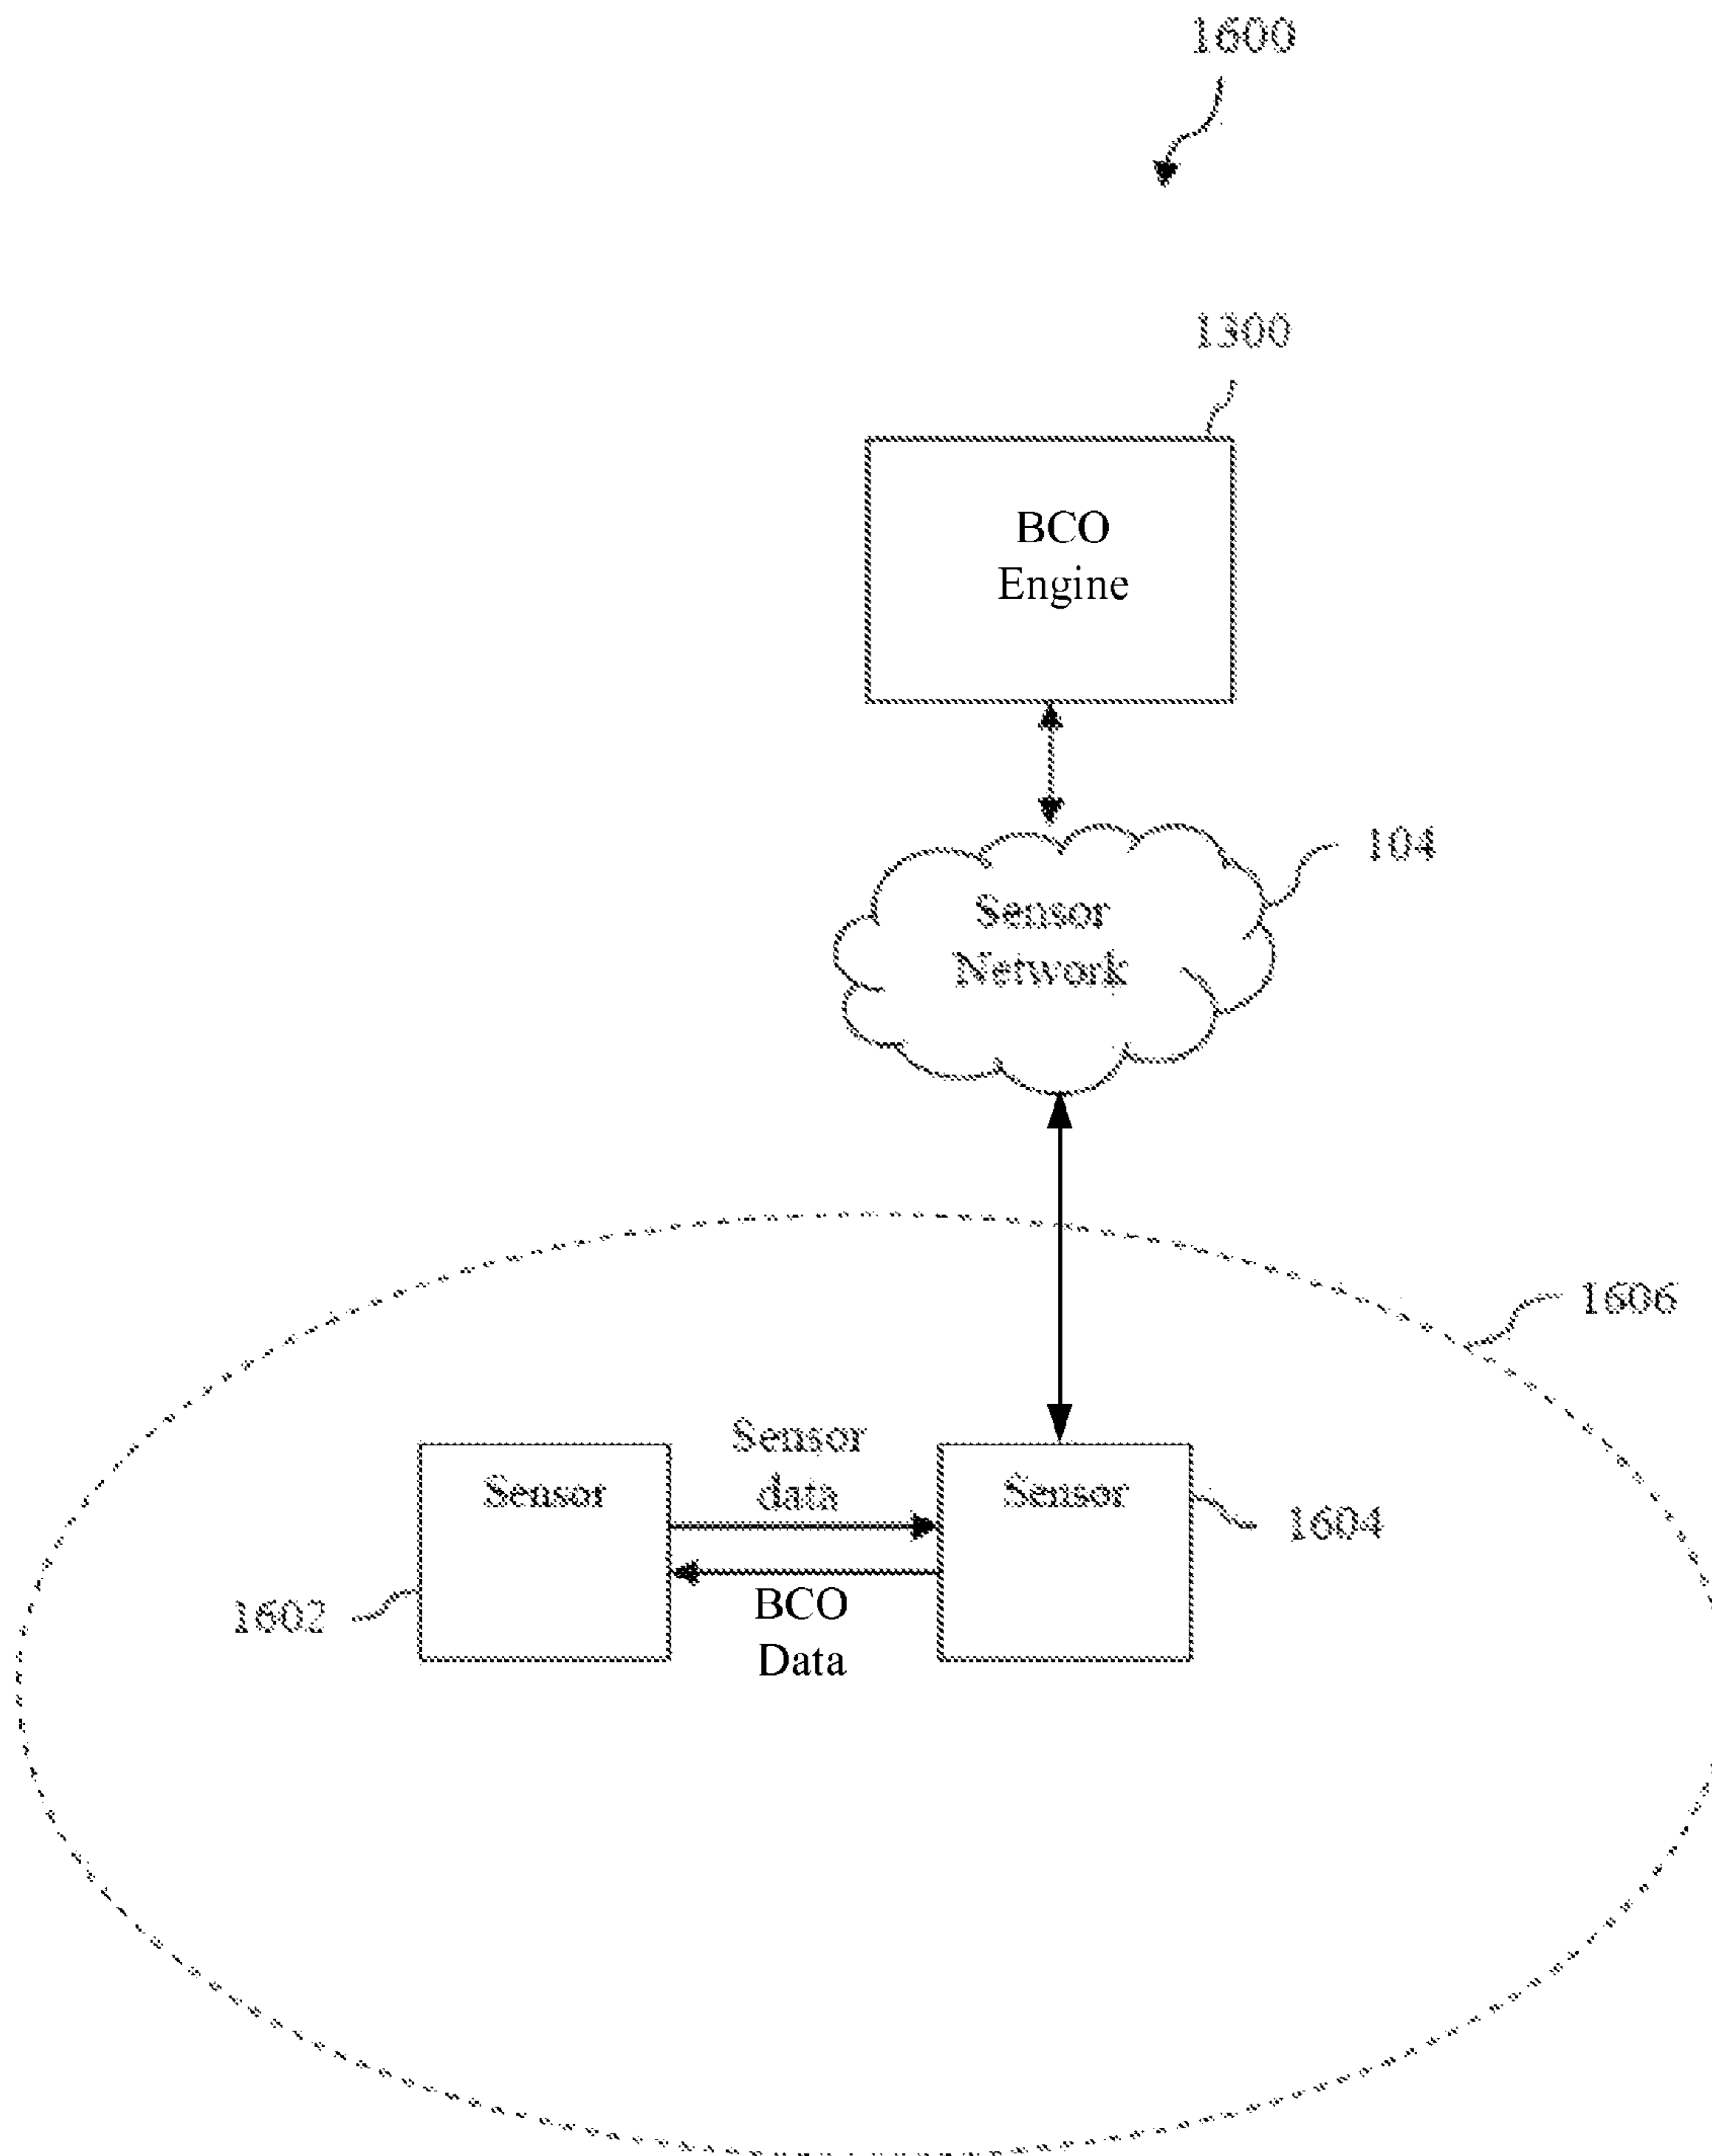 1600
1300
BCO
Engine
104
Sensor
Network
1606
Sensor
data
Sensor
Sensor
1604
1602
BCO
Data